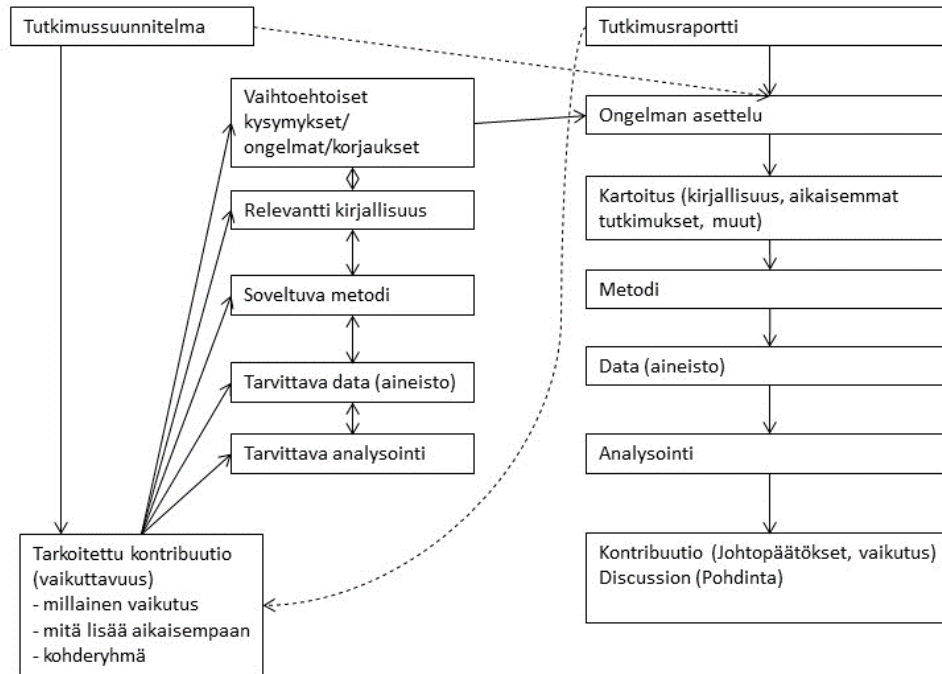 Tutkimussuunnitelma
Vaihtoehtoiset
kysymykset/
ongelmat/korjaukset
Relevantti kirjallisuus
Soveltuva metodi
Tarvittava data (aineisto)
Tarvittava analysointi
Tarkoitettu kontribuutio
(vaikuttavuus)
- millainen vaikutus
- mitä lisää aikaisempaan
- kohderyhmä
Tutkimusraportti
Ongelman asettelu
Kartoitus (kirjallisuus, aikaisemmat
tutkimukset, muut)
Metodi
Data (aineisto)
Analysointi
Kontribuutio (Johtopäätökset, vaikutus)
Discussion (Pohdinta)